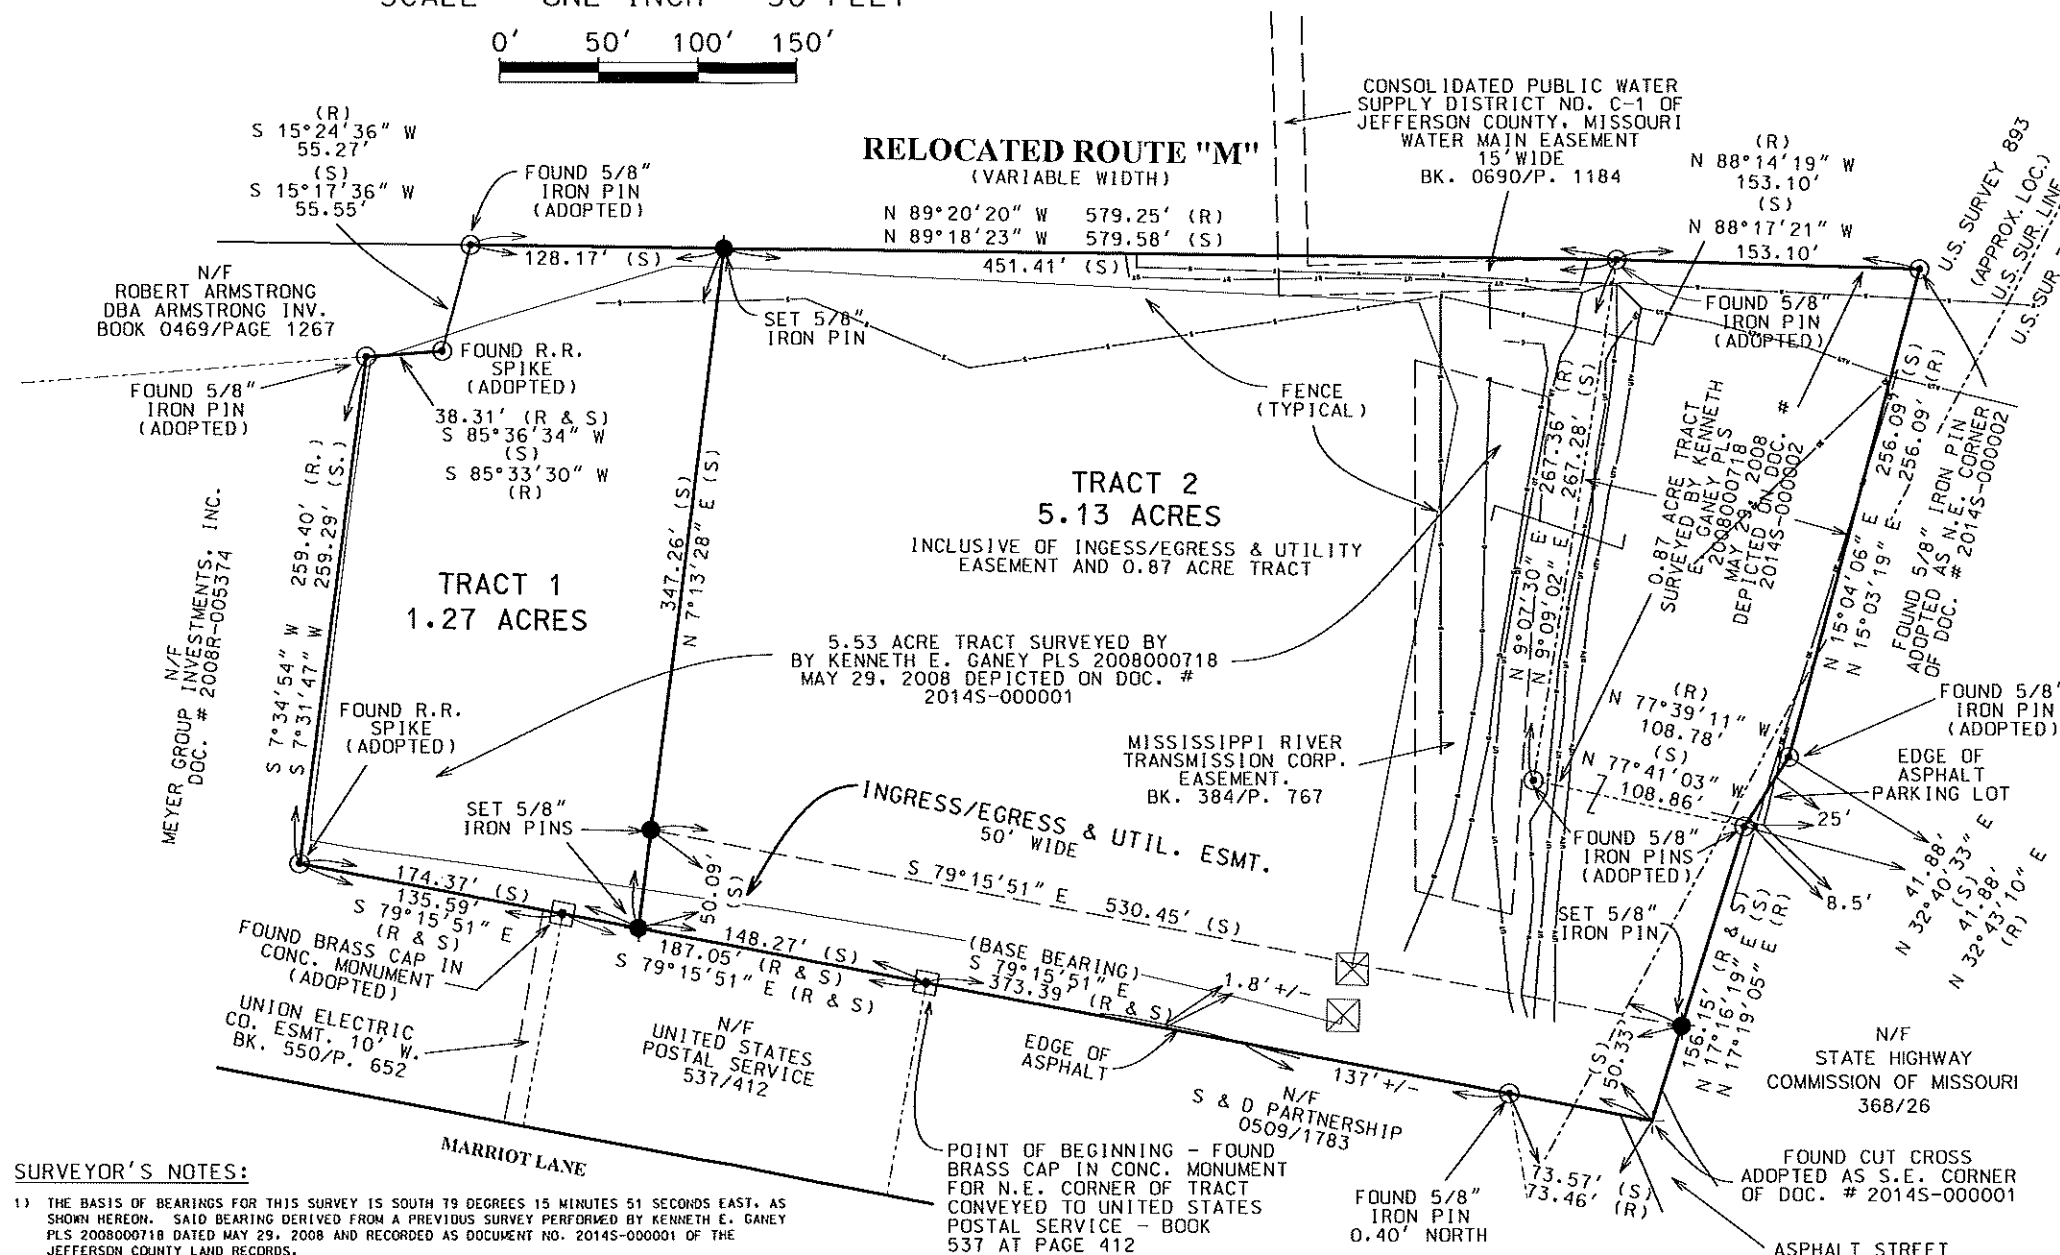 SCALE - ONE INCH = 50 FEET
0' 50' 100' 150'
(R)
S 15°24'36" W
55.27'
(S)
S 15°17'36" W
55.55'
FOUND 5/8"
IRON PIN
(ADOPTED)
RELOCATED ROUTE "M"
(VARIABLE WIDTH)
N 89°20'20" W 579.25' (R)
N 89°18'23" W 579.58' (S)
CONSOLIDATED PUBLIC WATER
SUPPLY DISTRICT NO. C-1 OF
JEFFERSON COUNTY, MISSOURI
WATER MAIN EASEMENT
15' WIDE
BK. 0690/P. 1184
(R)
N 88°14'19" W
153.10'
(S)
N 88°17'21" W
153.10'
U.S. SURVEY 893
(APPROX. LOC.)
U.S. SUR. LINE
U.S. SUR.
128.17' (S)
451.41' (S)
N/F
ROBERT ARMSTRONG
DBA ARMSTRONG INV.
BOOK 0469/PAGE 1267
SET 5/8"
IRON PIN
FOUND 5/8"
IRON PIN
(ADOPTED)
FOUND R.R.
SPIKE
(ADOPTED)
FOUND 5/8"
IRON PIN
(ADOPTED)
38.31' (R & S)
S 85°36'34" W
(S)
S 85°33'30" W
(R)
FENCE
(TYPICAL)
MEYER GROUP INVESTMENTS, INC.
N/F
DOC. # 2008R-005374
S 7°34'54" W 259.40' (R.)
S 7°31'47" W 259.29' (S.)
TRACT 1
1.27 ACRES
347.26' (S)
N 7°13'28" E (S)
TRACT 2
5.13 ACRES
INCLUSIVE OF INGESS/EGRESS & UTILITY
EASEMENT AND 0.87 ACRE TRACT
N 9°07'30" E 267.36' (R)
N 9°09'02" E 267.28' (S)
0.87 ACRE TRACT
SURVEYED BY KENNETH
E. GANEY PLS
2008000718
MAY 29, 2008
DEPICTED ON DOC. #
2014S-000002
N 15°04'06" E 256.09' (S)
N 15°03'19" E 256.09' (R)
FOUND 5/8" IRON PIN
ADOPTED AS N.E. CORNER
OF DOC. # 2014S-000002
5.53 ACRE TRACT SURVEYED BY
BY KENNETH E. GANEY PLS 2008000718
MAY 29, 2008 DEPICTED ON DOC. #
2014S-000001
FOUND R.R.
SPIKE
(ADOPTED)
(R)
N 77°39'11" W
108.78'
(S)
N 77°41'03" W
108.86'
FOUND 5/8'
IRON PIN
(ADOPTED)
EDGE OF
ASPHALT
PARKING LOT
MISSISSIPPI RIVER
TRANSMISSION CORP.
EASEMENT.
BK. 384/P. 767
SET 5/8"
IRON PINS
INGRESS/EGRESS & UTIL. ESMT.
50' WIDE
S 79°15'51" E 530.45' (S)
50.09'
(S)
FOUND 5/8"
IRON PINS
(ADOPTED)
25'
8.5'
41.88'
N 32°40'33" E
(S)
41.88'
N 32°43'10" E
(R)
174.37' (S)
135.59'
S 79°15'51" E
(R & S)
FOUND BRASS CAP IN
CONC. MONUMENT
(ADOPTED)
148.27' (S)
187.05' (R & S)
S 79°15'51" E (R & S)
(BASE BEARING)
S 79°15'51" E
373.39' (R & S)
1.8'+/-
SET 5/8"
IRON PIN
(S)
50.33'
156.15' (R & S)
N 17°16'19" E (S)
N 17°19'05" E (R)
UNION ELECTRIC
CO. ESMT. 10' W.
BK. 550/P. 652
N/F
UNITED STATES
POSTAL SERVICE
537/412
EDGE OF
ASPHALT
137'+/-
N/F
S & D PARTNERSHIP
0509/1783
N/F
STATE HIGHWAY
COMMISSION OF MISSOURI
368/26
MARRIOT LANE
POINT OF BEGINNING - FOUND
BRASS CAP IN CONC. MONUMENT
FOR N.E. CORNER OF TRACT
CONVEYED TO UNITED STATES
POSTAL SERVICE - BOOK
537 AT PAGE 412
FOUND 5/8"
IRON PIN
0.40' NORTH
73.57' (S)
73.46' (R)
FOUND CUT CROSS
ADOPTED AS S.E. CORNER
OF DOC. # 2014S-000001
ASPHALT STREET
SURVEYOR'S NOTES:
1) THE BASIS OF BEARINGS FOR THIS SURVEY IS SOUTH 79 DEGREES 15 MINUTES 51 SECONDS EAST, AS
SHOWN HEREON. SAID BEARING DERIVED FROM A PREVIOUS SURVEY PERFORMED BY KENNETH E. GANEY
PLS 2008000718 DATED MAY 29, 2008 AND RECORDED AS DOCUMENT NO. 2014S-000001 OF THE
JEFFERSON COUNTY LAND RECORDS.